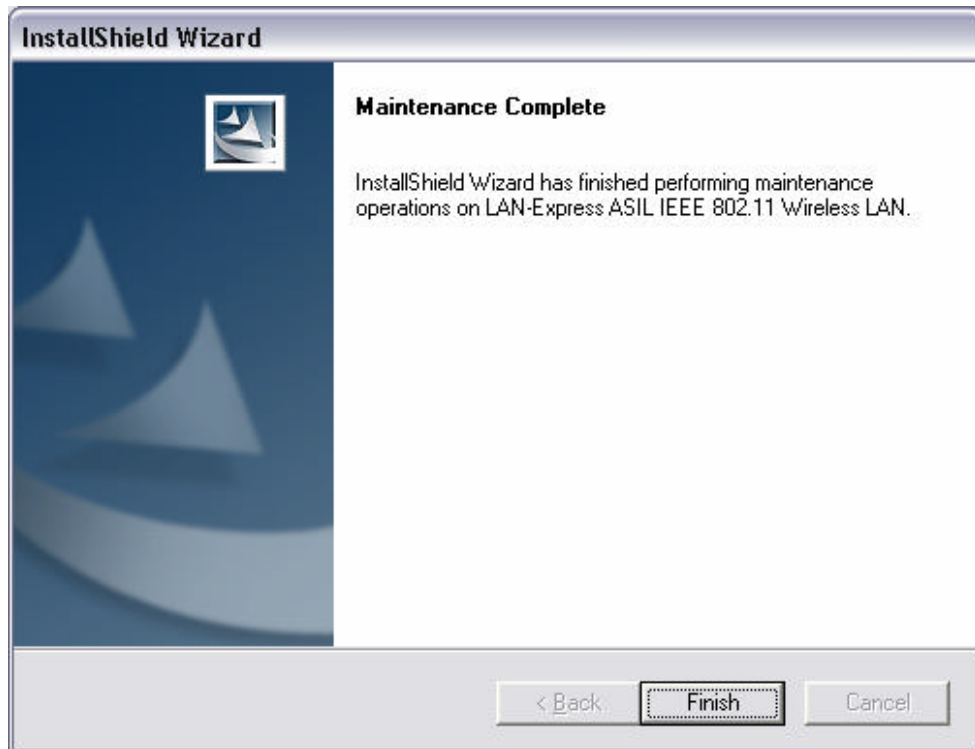 InstallShield Wizard
Maintenance Complete
InstallShield Wizard has finished performing maintenance
operations on LAN-Express ASIL IEEE 802.11 Wireless LAN.
< Back
Finish
Cancel